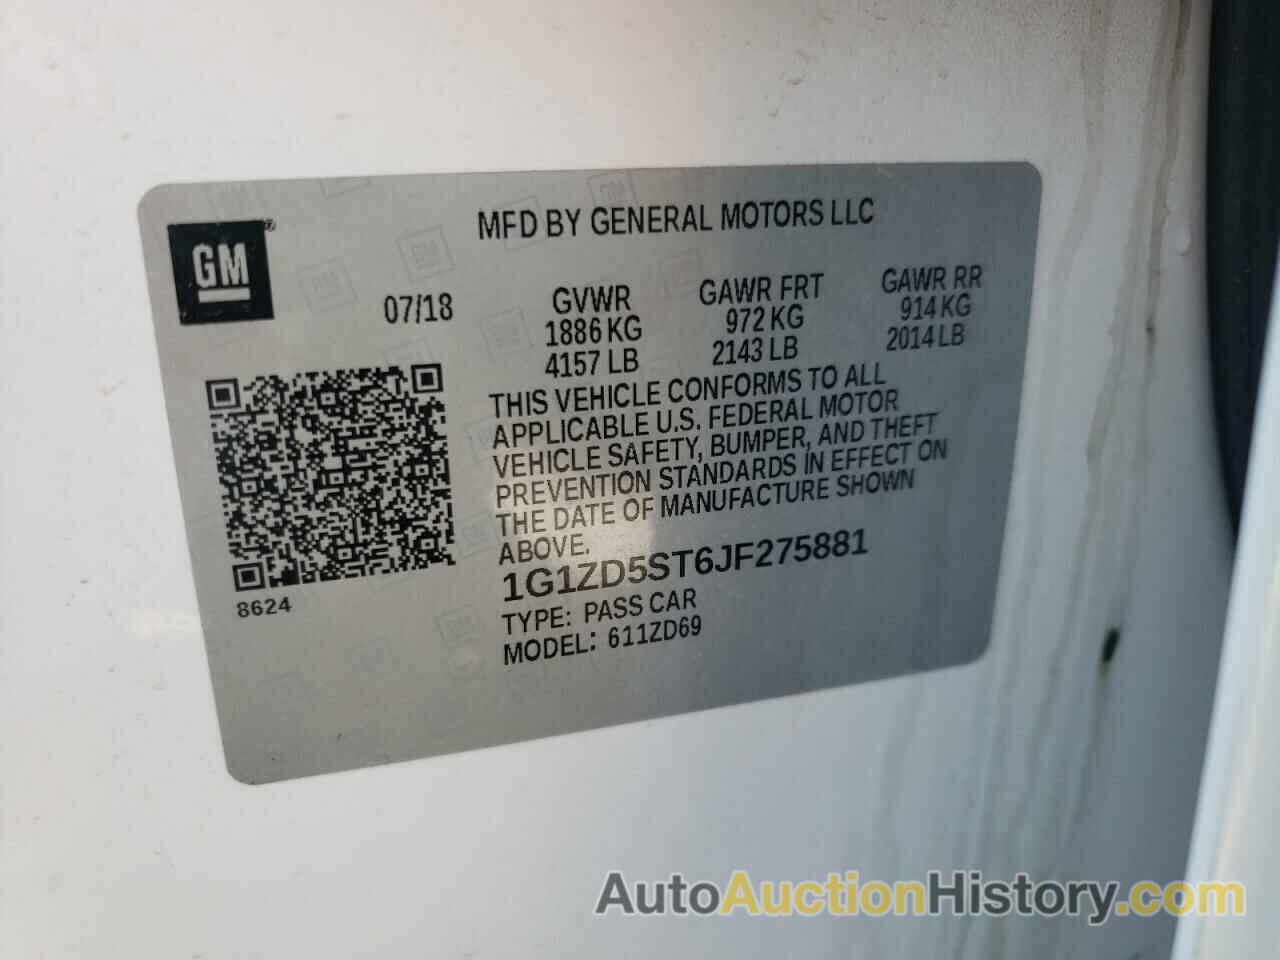 MFD BY GENERAL MOTORS LLC
GM
07/18
GVWR
1886 KG
4157 LB
GAWR FRT
972 KG
2143 LB
GAWR RR
914 KG
2014 LB
THIS VEHICLE CONFORMS TO ALL
APPLICABLE U.S. FEDERAL MOTOR
VEHICLE SAFETY, BUMPER, AND THEFT
PREVENTION STANDARDS IN EFFECT ON
THE DATE OF MANUFACTURE SHOWN
ABOVE.
1G1ZD5ST6JF275881
TYPE: PASS CAR
MODEL: 611ZD69
8624
AutoAuctionHistory.com